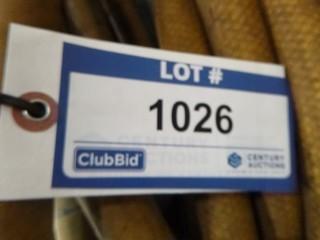 LOT #
1026
ClubBid
CENTURY
AUCTIONS